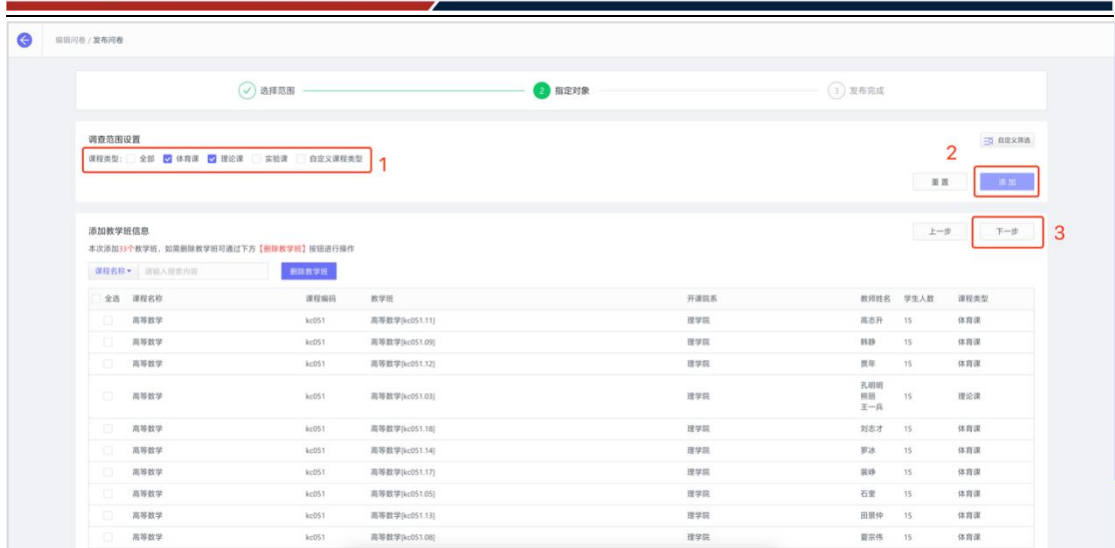 编辑问卷 / 发布问卷
选择范围 2 指定对象 3 发布完成
调查范围设置
自定义筛选
课程类型: 全部 体育课 理论课 实验课 自定义课程类型
1
2
重置 添加
添加教学班信息
上一步 下一步
3
本次添加33个教学班，如需删除教学班可通过下方【删除教学班】按钮进行操作
课程名称 请输入搜索内容 删除教学班
全选 课程名称 课程编码 教学班 开课院系 教师姓名 学生人数 课程类型
高等数学 kc051 高等数学[kc051.11] 理学院 高志升 15 体育课
高等数学 kc051 高等数学[kc051.09] 理学院 韩静 15 体育课
高等数学 kc051 高等数学[kc051.12] 理学院 贾年 15 体育课
高等数学 kc051 高等数学[kc051.03] 理学院 孔明明 熊丽 王一兵 15 理论课
高等数学 kc051 高等数学[kc051.18] 理学院 刘志才 15 体育课
高等数学 kc051 高等数学[kc051.14] 理学院 罗冰 15 体育课
高等数学 kc051 高等数学[kc051.17] 理学院 裴峥 15 体育课
高等数学 kc051 高等数学[kc051.05] 理学院 石奎 15 体育课
高等数学 kc051 高等数学[kc051.13] 理学院 田景仲 15 体育课
高等数学 kc051 高等数学[kc051.08] 理学院 夏宗伟 15 体育课